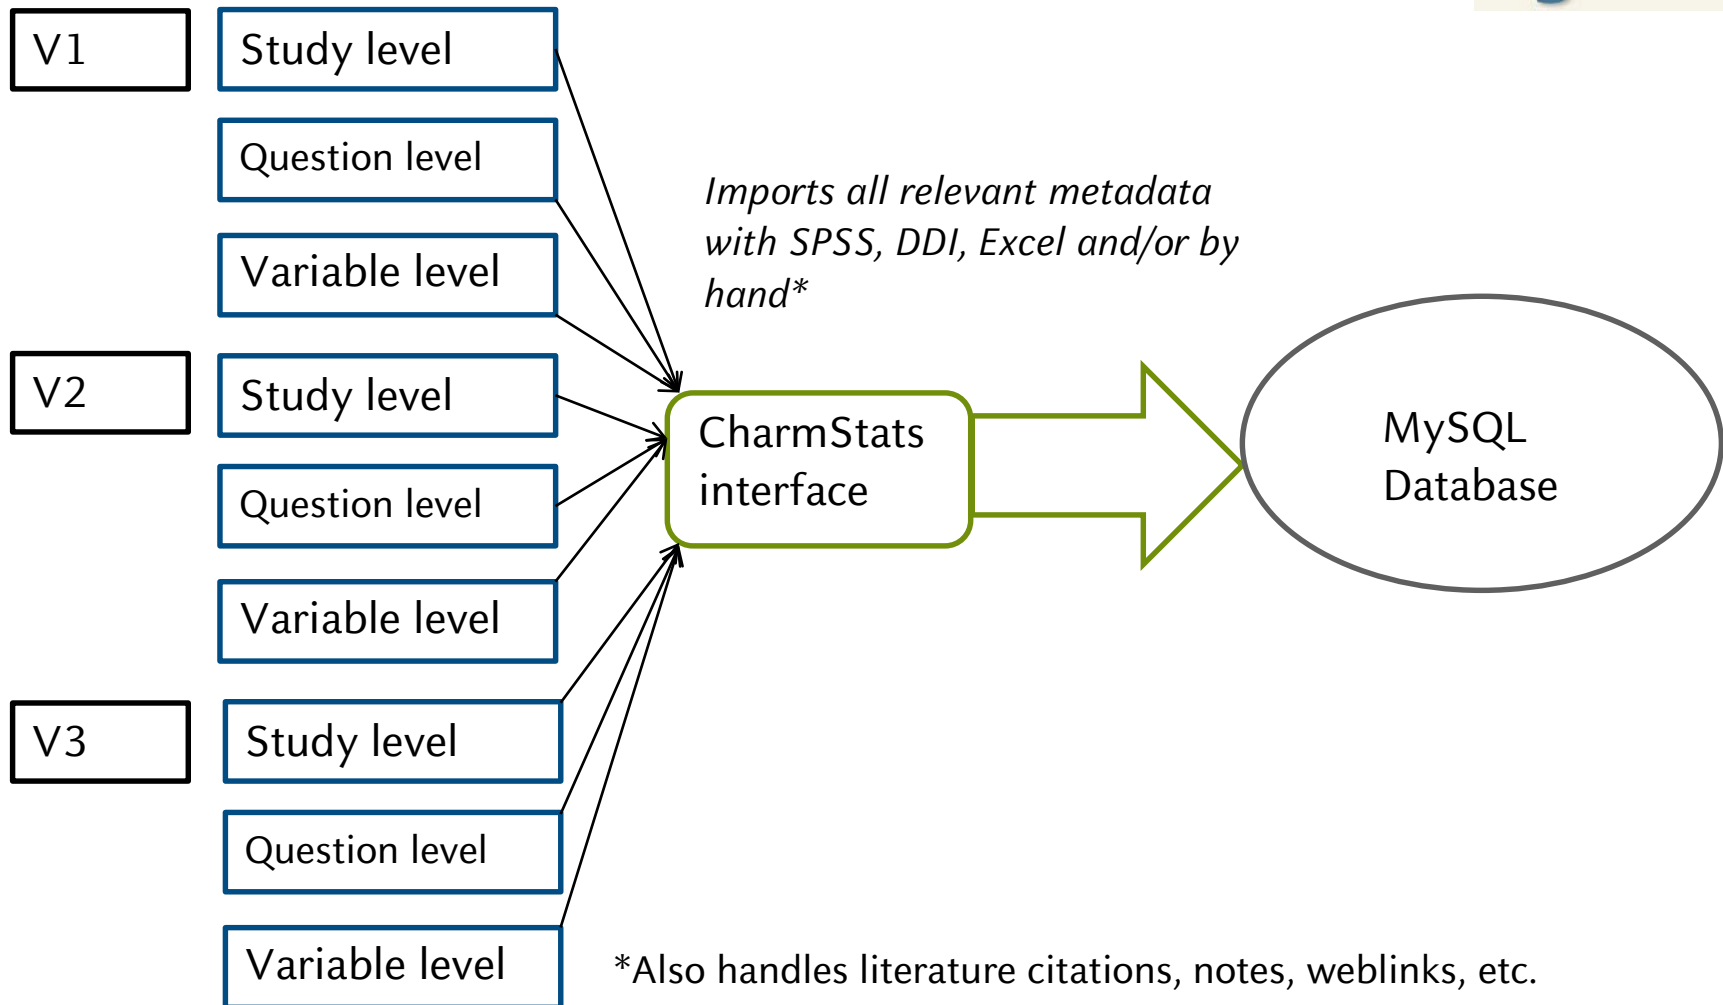 V1
Study level
Question level
Variable level
V2
Study level
Question level
Variable level
V3
Study level
Question level
Variable level
Imports all relevant metadata
with SPSS, DDI, Excel and/or by
hand*
CharmStats
interface
MySQL
Database
*Also handles literature citations, notes, weblinks, etc.